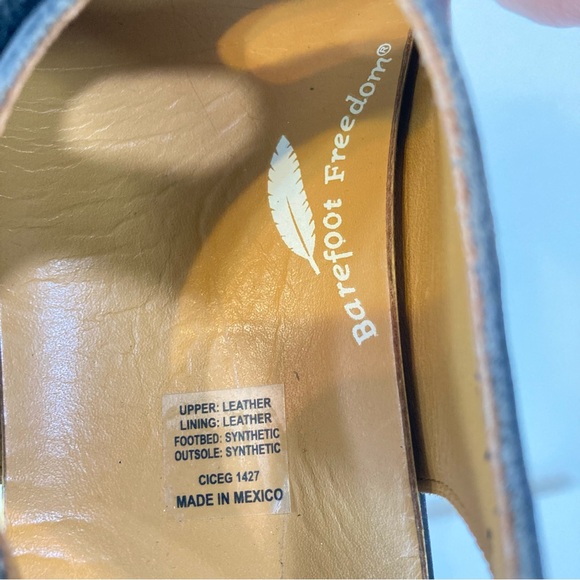 Barefoot Freedom®
UPPER: LEATHER
LINING: LEATHER
FOOTBED: SYNTHETIC
OUTSOLE: SYNTHETIC
CICEG 1427
MADE IN MEXICO